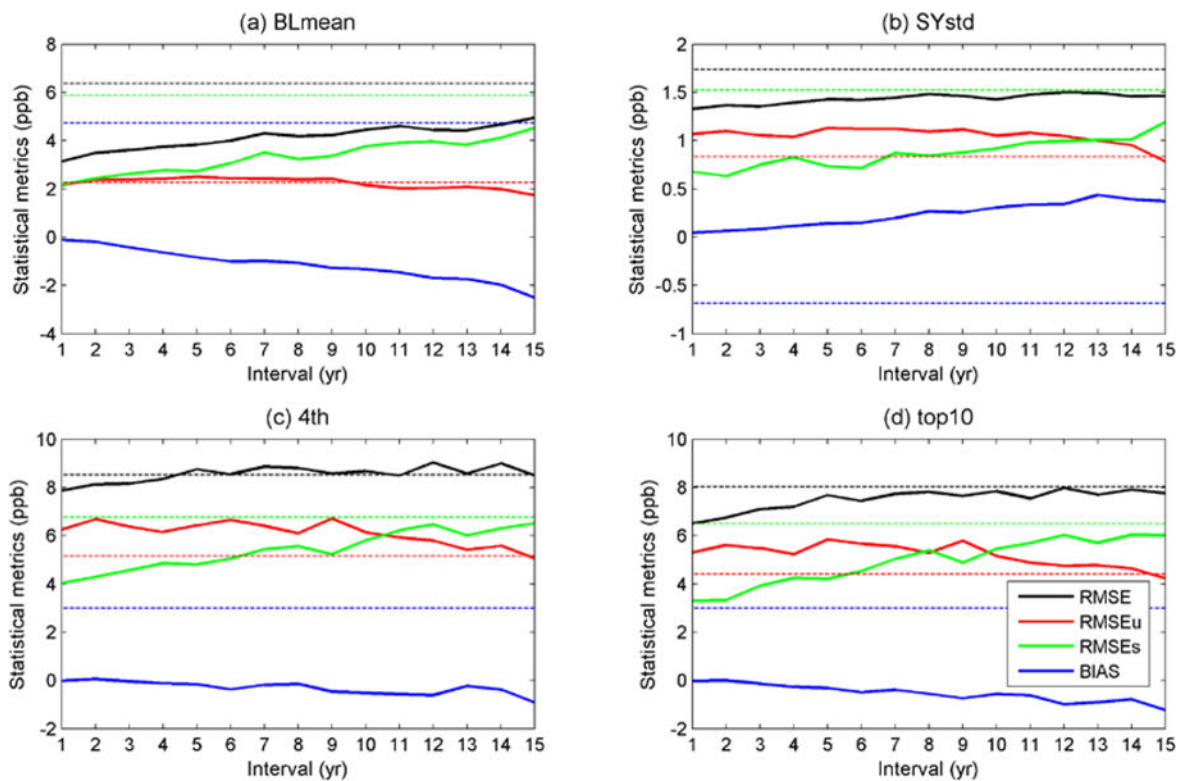 (a) BLmean
Statistical metrics (ppb)
8
6
4
2
0
-2
-4
1 2 3 4 5 6 7 8 9 10 11 12 13 14 15
Interval (yr)
(b) SYstd
Statistical metrics (ppb)
2
1.5
1
0.5
0
-0.5
-1
1 2 3 4 5 6 7 8 9 10 11 12 13 14 15
Interval (yr)
(c) 4th
Statistical metrics (ppb)
10
8
6
4
2
0
-2
1 2 3 4 5 6 7 8 9 10 11 12 13 14 15
Interval (yr)
(d) top10
Statistical metrics (ppb)
10
8
6
4
2
0
-2
1 2 3 4 5 6 7 8 9 10 11 12 13 14 15
Interval (yr)
RMSE
RMSEu
RMSEs
BIAS